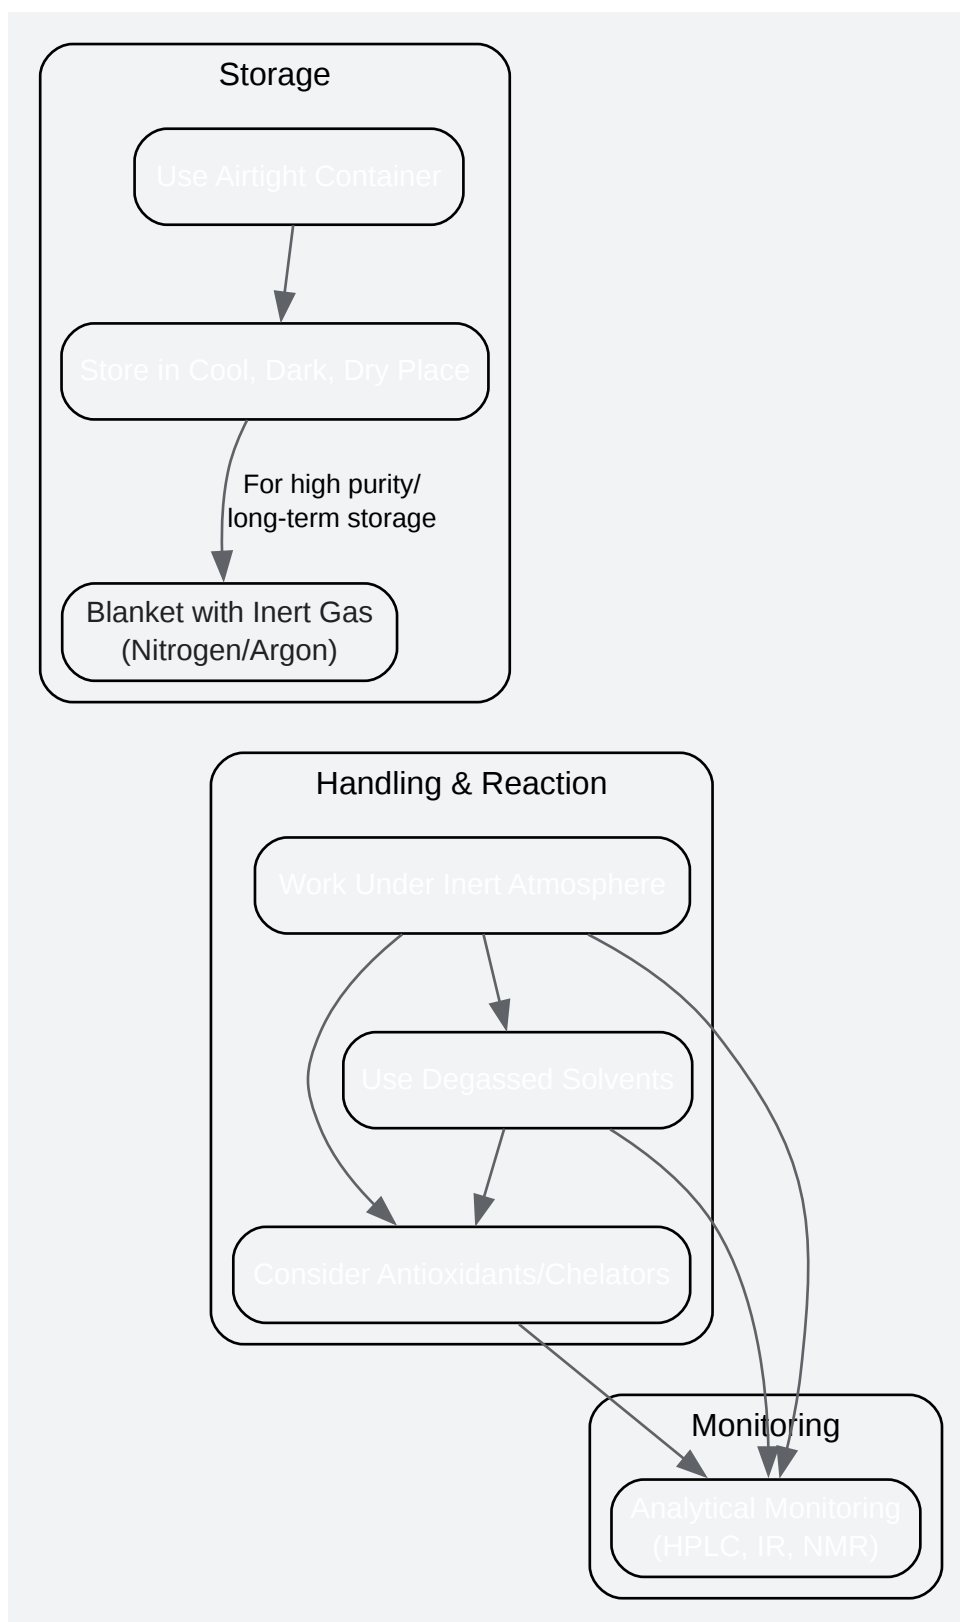 Storage
Use Airtight Container
Store in Cool, Dark, Dry Place
For high purity/
long-term storage
Blanket with Inert Gas
(Nitrogen/Argon)
Handling & Reaction
Work Under Inert Atmosphere
Use Degassed Solvents
Consider Antioxidants/Chelators
Monitoring
Analytical Monitoring
(HPLC, IR, NMR)